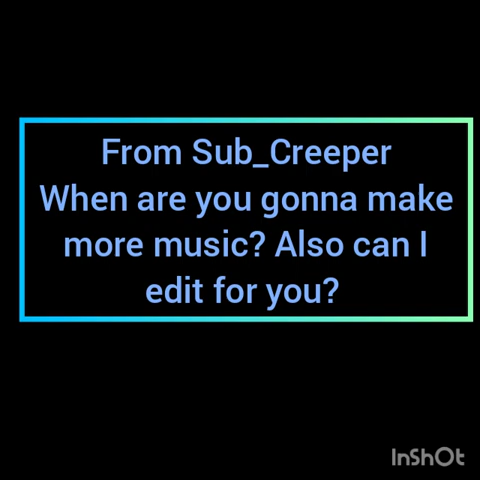 From Sub_Creeper
When are you gonna make
more music? Also can I
edit for you?
InShOt